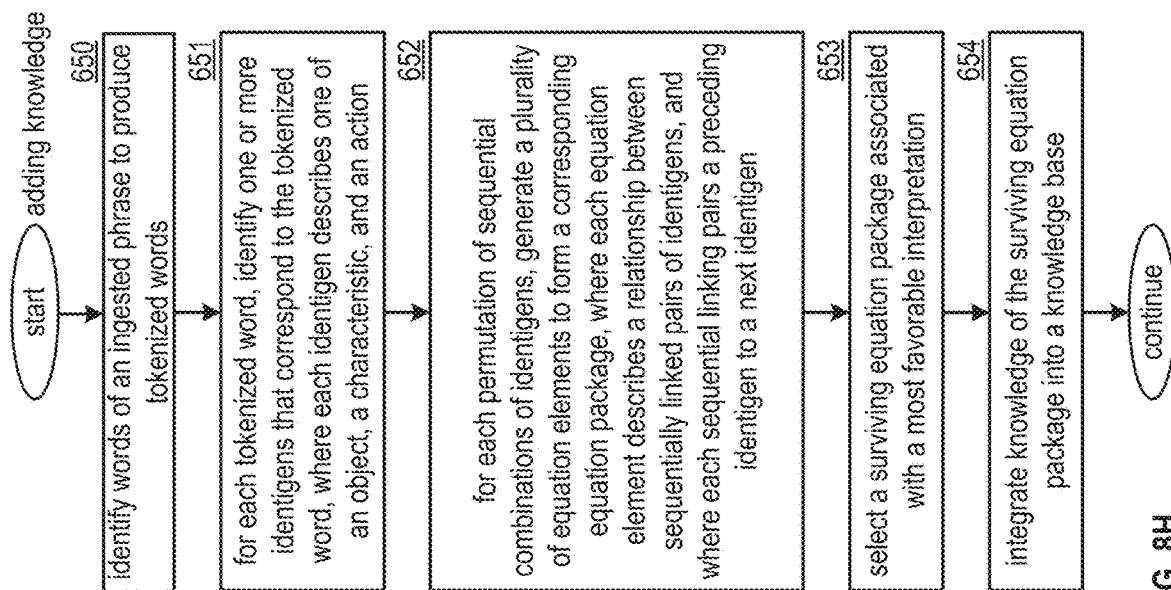 start
adding knowledge
650
identify words of an ingested phrase to produce
tokenized words
651
for each tokenized word, identify one or more
identigens that correspond to the tokenized
word, where each identigen describes one of
an object, a characteristic, and an action
652
for each permutation of sequential
combinations of identigens, generate a plurality
of equation elements to form a corresponding
equation package, where each equation
element describes a relationship between
sequentially linked pairs of identigens, and
where each sequential linking pairs a preceding
identigen to a next identigen
653
select a surviving equation package associated
with a most favorable interpretation
654
integrate knowledge of the surviving equation
package into a knowledge base
continue
G. 8H